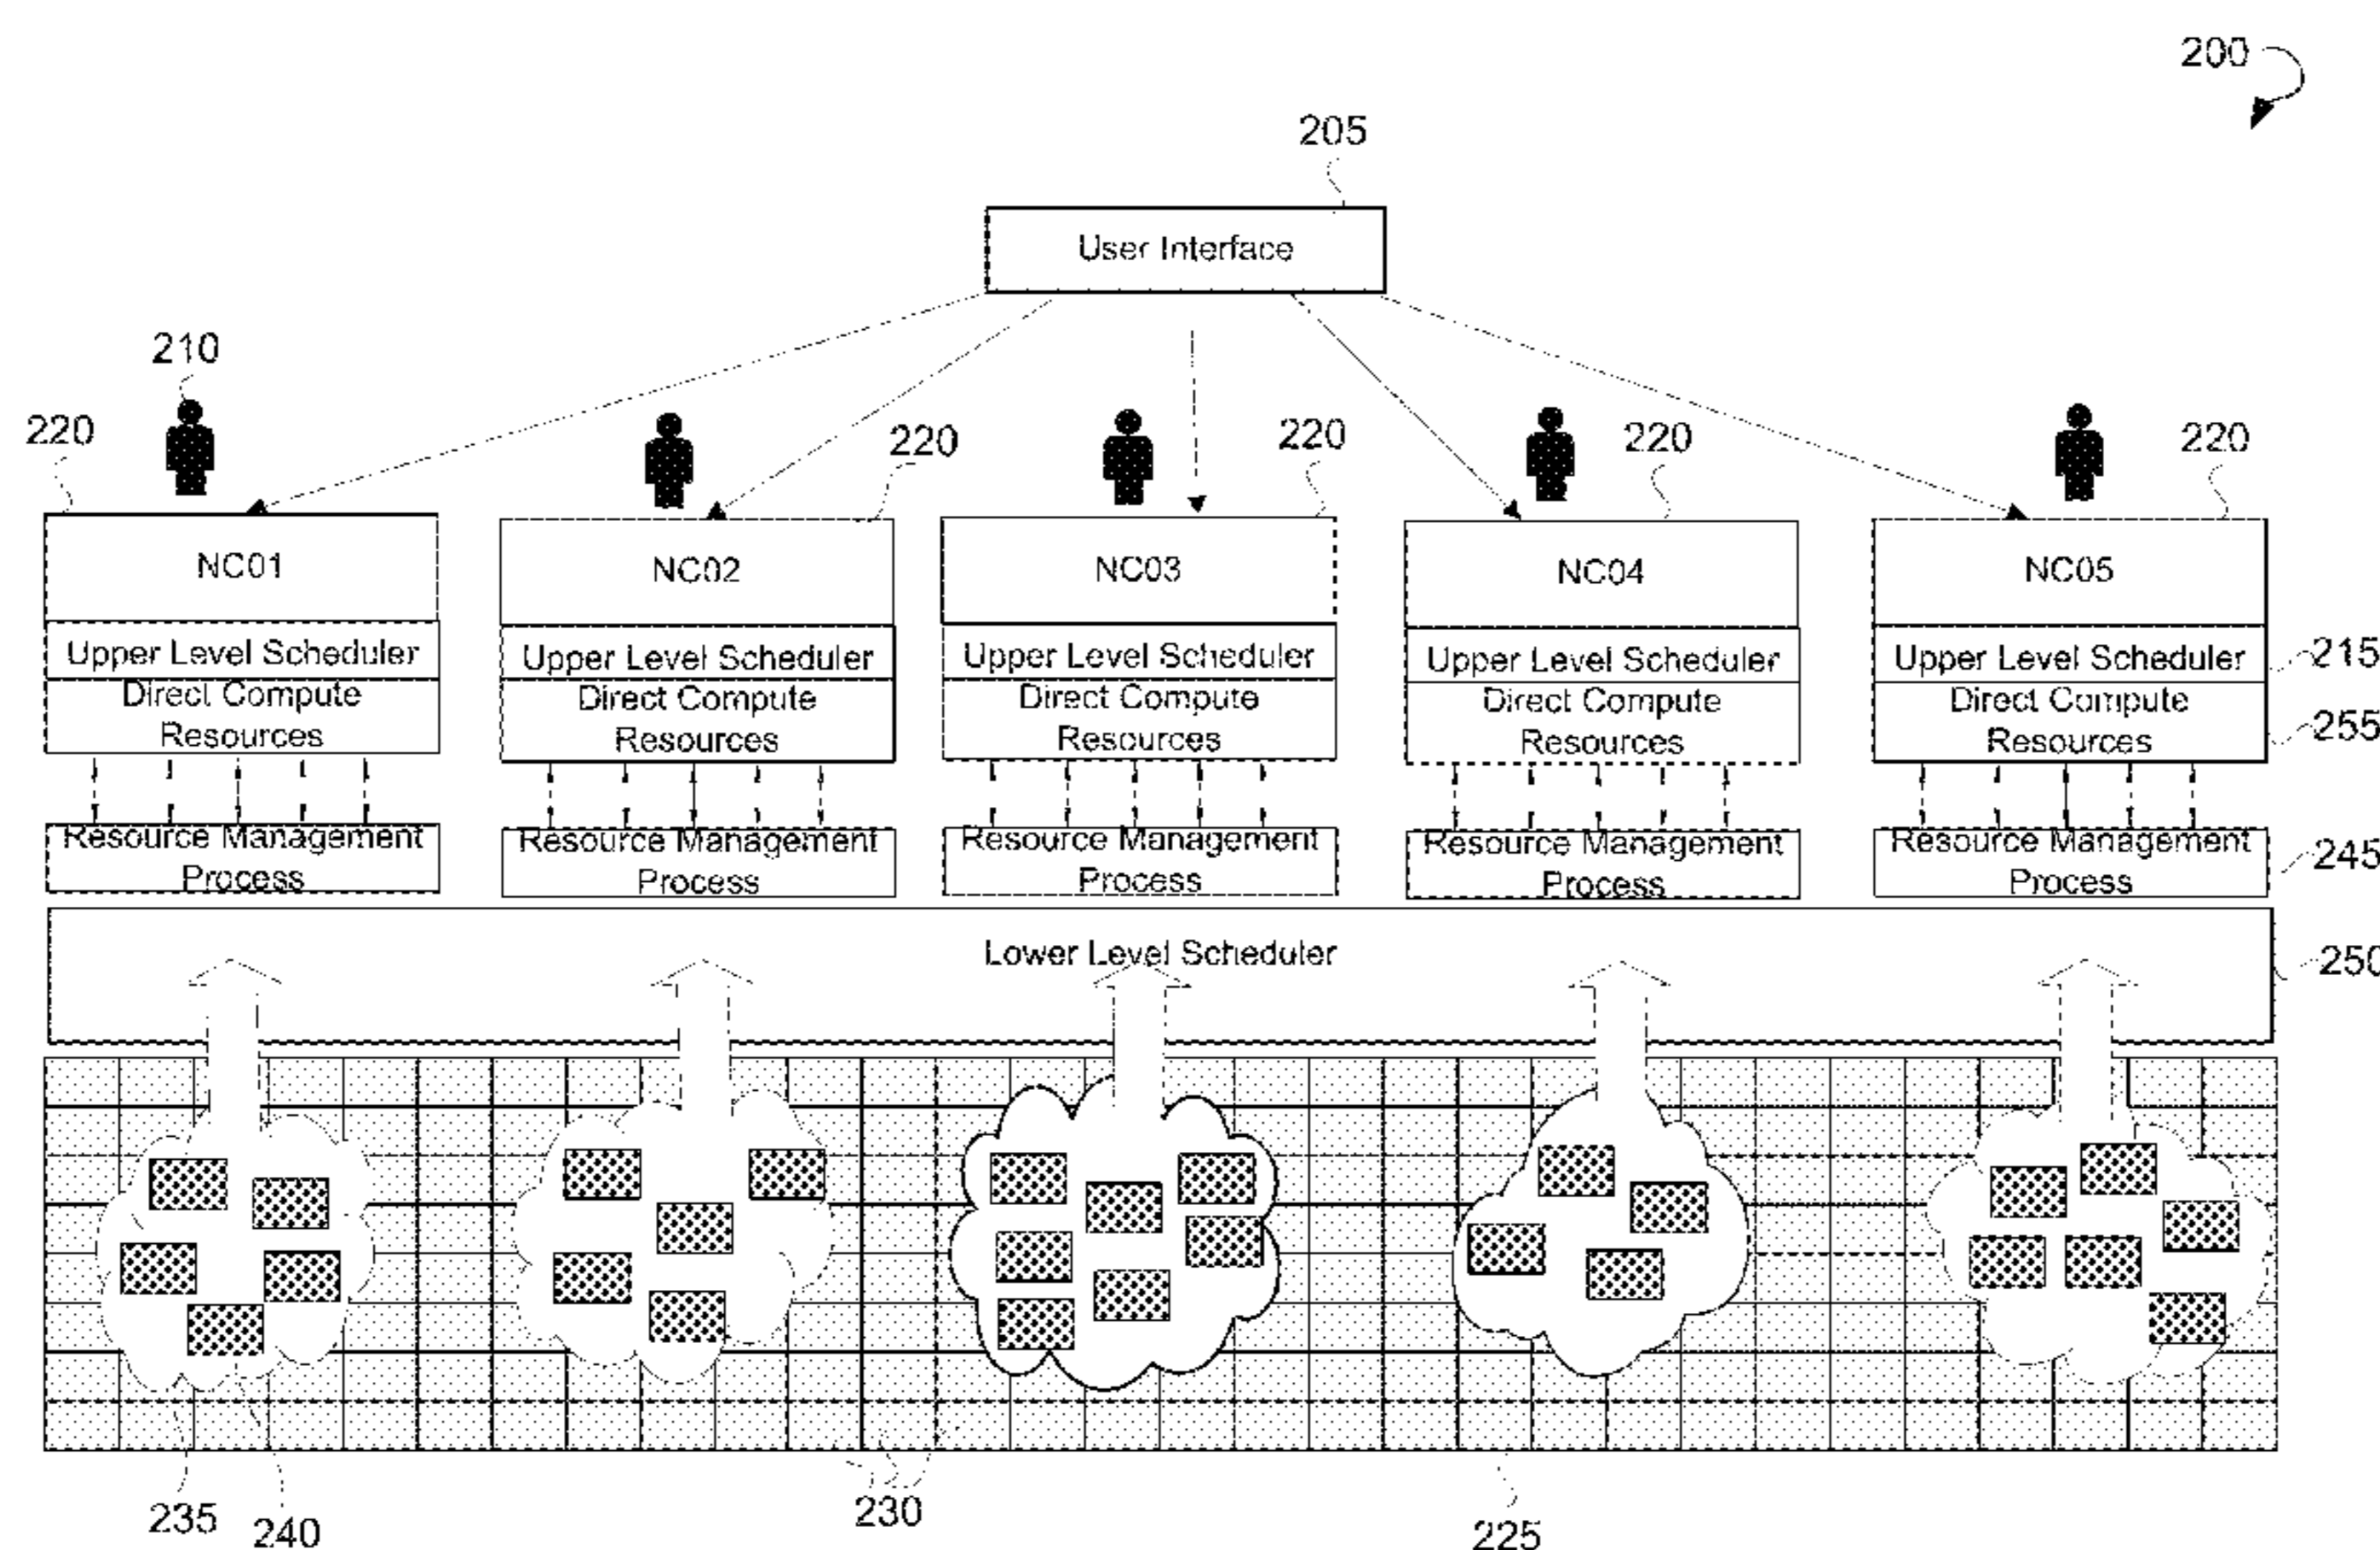 200
205
User Interface
210
220
220
220
220
220
NC01
NC02
NC03
NC04
NC05
Upper Level Scheduler
Upper Level Scheduler
Upper Level Scheduler
Upper Level Scheduler
Upper Level Scheduler
215
Direct Compute
Resources
Direct Compute
Resources
Direct Compute
Resources
Direct Compute
Resources
Direct Compute
Resources
255
Resource Management
Process
Resource Management
Process
Resource Management
Process
Resource Management
Process
Resource Management
Process
245
Lower Level Scheduler
250
235
240
230
225